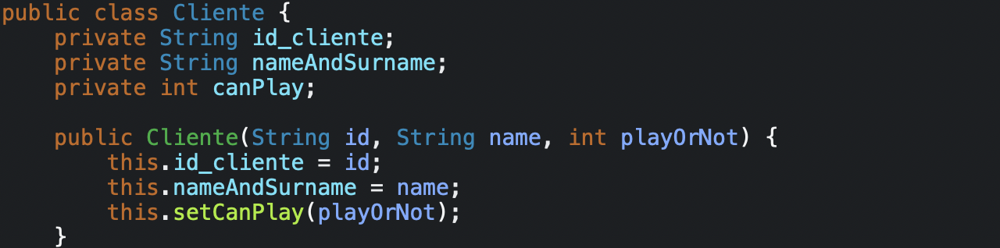 public class Cliente {
    private String id_cliente;
    private String nameAndSurname;
    private int canPlay;

    public Cliente(String id, String name, int playOrNot) {
        this.id_cliente = id;
        this.nameAndSurname = name;
        this.setCanPlay(playOrNot);
    }